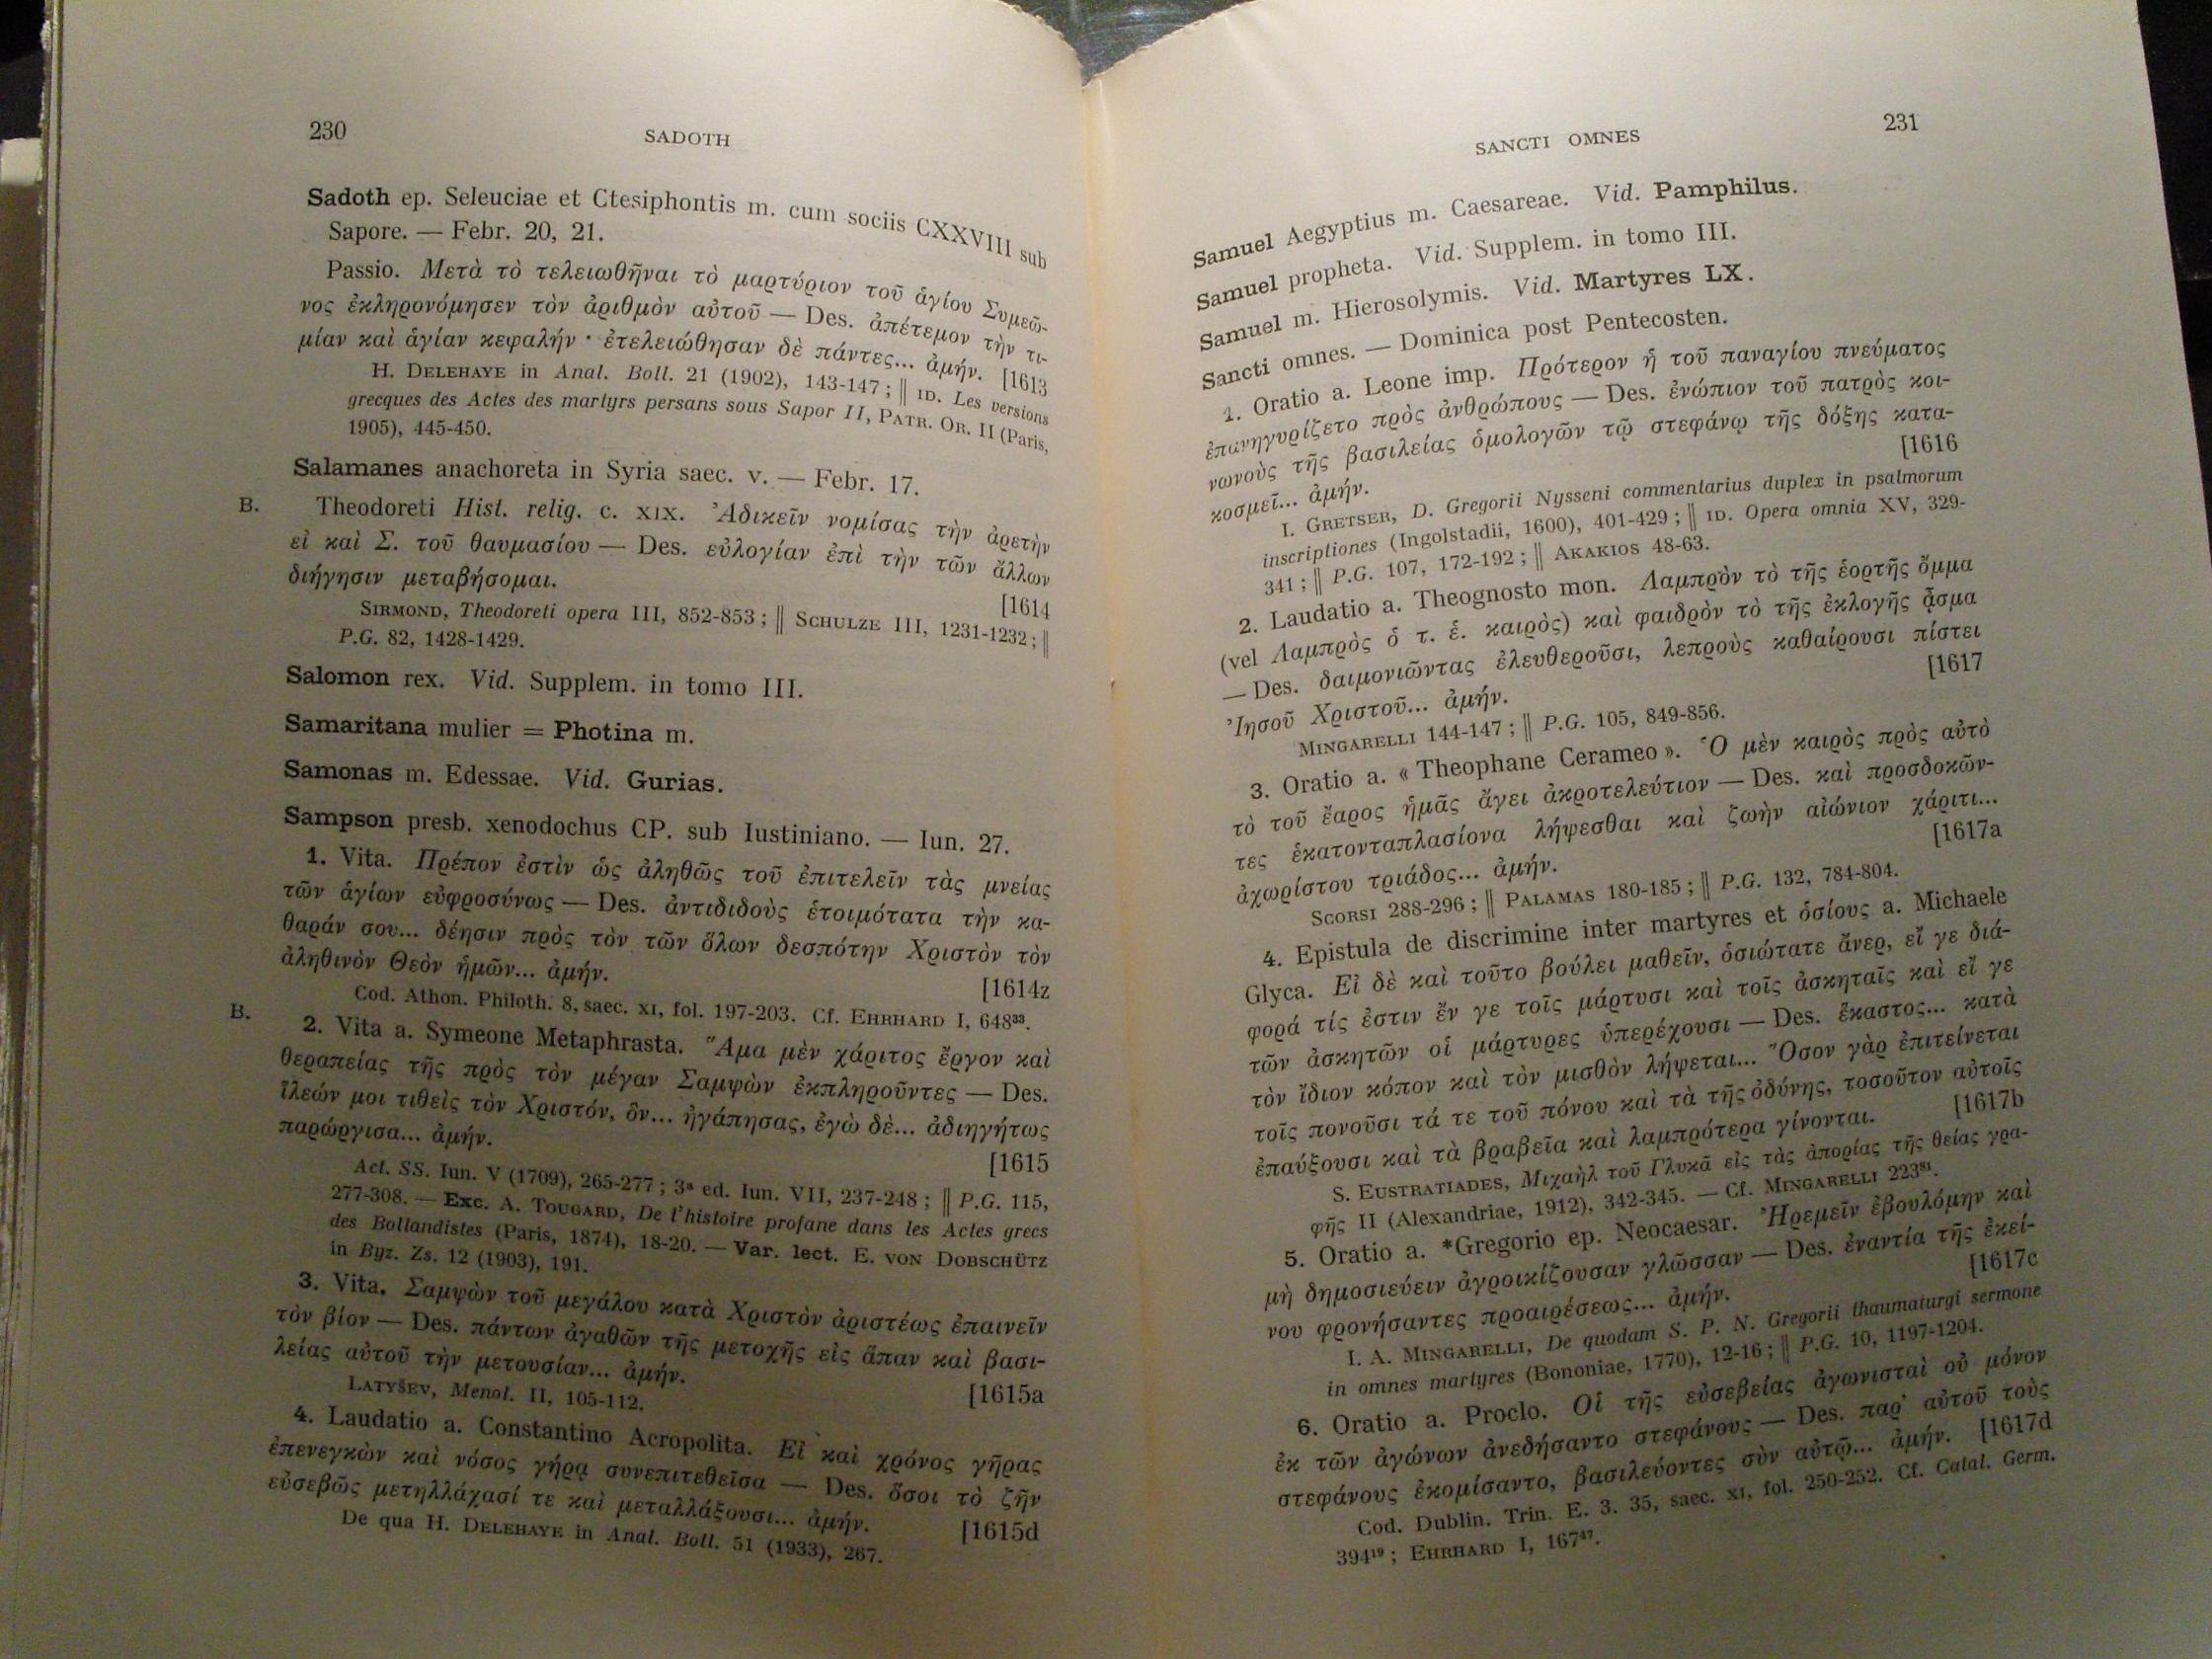 230
SADOTH
Sadoth ep. Seleuciae et Ctesiphontis m. cum sociis CXXVIII sub
Sapore. — Febr. 20, 21.
Passio. Μετὰ τὸ τελειωθῆναι τὸ μαρτύριον τοῦ ἁγίου Συμεῶ-
νος ἐκληρονόμησεν τὸν ἀριθμὸν αὐτοῦ — Des. ἀπέτεμον τὴν τι-
μίαν καὶ ἁγίαν κεφαλήν · ἐτελειώθησαν δὲ πάντες... ἀμήν. [1613
H. DELEHAYE in Anal. Boll. 21 (1902), 143-147 ; ‖ ID. Les versions
grecques des Actes des martyrs persans sous Sapor II, PATR. OR. II (Paris,
1905), 445-450.
Salamanes anachoreta in Syria saec. V. — Febr. 17.
B. Theodoreti Hist. relig. c. XIX. Ἀδικεῖν νομίσας τὴν ἀρετὴν
εἰ καὶ Σ. τοῦ θαυμασίου — Des. εὐλογίαν ἐπὶ τὴν τῶν ἄλλων
διήγησιν μεταβήσομαι. [1614
SIRMOND, Theodoreti opera III, 852-853 ; ‖ SCHULZE III, 1231-1232 ; ‖
P.G. 82, 1428-1429.
Salomon rex. Vid. Supplem. in tomo III.
Samaritana mulier = Photina m.
Samonas m. Edessae. Vid. Gurias.
Sampson presb. xenodochus CP. sub Iustiniano. — Iun. 27.
1. Vita. Πρέπον ἐστὶν ὡς ἀληθῶς τοῦ ἐπιτελεῖν τὰς μνείας
τῶν ἁγίων εὐφροσύνως — Des. ἀντιδιδοὺς ἑτοιμότατα τὴν κα-
θαράν σου... δέησιν πρὸς τὸν τῶν ὅλων δεσπότην Χριστὸν τὸν
ἀληθινὸν Θεὸν ἡμῶν... ἀμήν. [1614z
Cod. Athon. Philoth. 8, saec. XI, fol. 197-203. Cf. EHRHARD I, 648³³.
B. 2. Vita a. Symeone Metaphrasta. Ἅμα μὲν χάριτος ἔργον καὶ
θεραπείας τῆς πρὸς τὸν μέγαν Σαμψὼν ἐκπληροῦντες — Des.
ἵλεών μοι τιθεὶς τὸν Χριστόν, ὃν... ἠγάπησας, ἐγὼ δὲ... ἀδιηγήτως
παρώργισα... ἀμήν. [1615
Act. SS. Iun. V (1709), 265-277 ; 3ª ed. Iun. VII, 237-248 ; ‖ P.G. 115,
277-308. — Exc. A. TOUGARD, De l'histoire profane dans les Actes grecs
des Bollandistes (Paris, 1874), 18-20. — Var. lect. E. VON DOBSCHÜTZ
in Byz. Zs. 12 (1903), 191.
3. Vita. Σαμψὼν τοῦ μεγάλου κατὰ Χριστὸν ἀριστέως ἐπαινεῖν
τὸν βίον — Des. πάντων ἀγαθῶν τῆς μετοχῆς εἰς ἅπαν καὶ βασι-
λείας αὐτοῦ τὴν μετουσίαν... ἀμήν. [1615a
LATYŠEV, Menol. II, 105-112.
4. Laudatio a. Constantino Acropolita. Εἰ καὶ χρόνος γῆρας
ἐπενεγκὼν καὶ νόσος γήρᾳ συνεπιτεθεῖσα — Des. ὅσοι τὸ ζῆν
εὐσεβῶς μετηλλάχασί τε καὶ μεταλλάξουσι... ἀμήν. [1615d
De qua H. DELEHAYE in Anal. Boll. 51 (1933), 267.
SANCTI OMNES
231
Samuel Aegyptius m. Caesareae. Vid. Pamphilus.
Samuel propheta. Vid. Supplem. in tomo III.
Samuel m. Hierosolymis. Vid. Martyres LX.
Sancti omnes. — Dominica post Pentecosten.
1. Oratio a. Leone imp. Πρότερον ἡ τοῦ παναγίου πνεύματος
ἐπανηγυρίζετο πρὸς ἀνθρώπους — Des. ἐνώπιον τοῦ πατρὸς κοι-
νωνοὺς τῆς βασιλείας ὁμολογῶν τῷ στεφάνῳ τῆς δόξης κατα-
κοσμεῖ... ἀμήν. [1616
I. GRETSER, D. Gregorii Nysseni commentarius duplex in psalmorum
inscriptiones (Ingolstadii, 1600), 401-429 ; ‖ ID. Opera omnia XV, 329-
341 ; ‖ P.G. 107, 172-192 ; ‖ AKAKIOS 48-63.
2. Laudatio a. Theognosto mon. Λαμπρὸν τὸ τῆς ἑορτῆς ὄμμα
(vel Λαμπρὸς ὁ τ. ἑ. καιρὸς) καὶ φαιδρὸν τὸ τῆς ἐκλογῆς ᾆσμα
— Des. δαιμονιῶντας ἐλευθεροῦσι, λεπροὺς καθαίρουσι πίστει
Ἰησοῦ Χριστοῦ... ἀμήν. [1617
MINGARELLI 144-147 ; ‖ P.G. 105, 849-856.
3. Oratio a. « Theophane Cerameo ». Ὁ μὲν καιρὸς πρὸς αὐτὸ
τὸ τοῦ ἔαρος ἡμᾶς ἄγει ἀκροτελεύτιον — Des. καὶ προσδοκῶν-
τες ἑκατονταπλασίονα λήψεσθαι καὶ ζωὴν αἰώνιον χάριτι...
ἀχωρίστου τριάδος... ἀμήν. [1617a
SCORSI 288-296 ; ‖ PALAMAS 180-185 ; ‖ P.G. 132, 784-804.
4. Epistula de discrimine inter martyres et ὁσίους a. Michaele
Glyca. Εἰ δὲ καὶ τοῦτο βούλει μαθεῖν, ὁσιώτατε ἄνερ, εἴ γε διά-
φορά τίς ἐστιν ἔν γε τοῖς μάρτυσι καὶ τοῖς ἀσκηταῖς καὶ εἴ γε
τῶν ἀσκητῶν οἱ μάρτυρες ὑπερέχουσι — Des. ἕκαστος... κατὰ
τὸν ἴδιον κόπον καὶ τὸν μισθὸν λήψεται... Ὅσον γὰρ ἐπιτείνεται
τοῖς πονοῦσι τά τε τοῦ πόνου καὶ τὰ τῆς ὀδύνης, τοσοῦτον αὐτοῖς
ἐπαύξουσι καὶ τὰ βραβεῖα καὶ λαμπρότερα γίνονται. [1617b
S. EUSTRATIADES, Μιχαὴλ τοῦ Γλυκᾶ εἰς τὰς ἀπορίας τῆς θείας γρα-
φῆς II (Alexandriae, 1912), 342-345. — Cf. MINGARELLI 223⁸¹.
5. Oratio a. *Gregorio ep. Neocaesar. Ἠρεμεῖν ἐβουλόμην καὶ
μὴ δημοσιεύειν ἀγροικίζουσαν γλῶσσαν — Des. ἐναντία τῆς ἐκεί-
νου φρονήσαντες προαιρέσεως... ἀμήν. [1617c
I. A. MINGARELLI, De quodam S. P. N. Gregorii thaumaturgi sermone
in omnes martyres (Bononiae, 1770), 12-16 ; ‖ P.G. 10, 1197-1204.
6. Oratio a. Proclo. Οἱ τῆς εὐσεβείας ἀγωνισταὶ οὐ μόνον
ἐκ τῶν ἀγώνων ἀνεδήσαντο στεφάνους — Des. παρ' αὐτοῦ τοὺς
στεφάνους ἐκομίσαντο, βασιλεύοντες σὺν αὐτῷ... ἀμήν. [1617d
Cod. Dublin. Trin. E. 3. 35, saec. XI, fol. 250-252. Cf. Catal. Germ.
394¹⁹ ; EHRHARD I, 167⁴⁷.